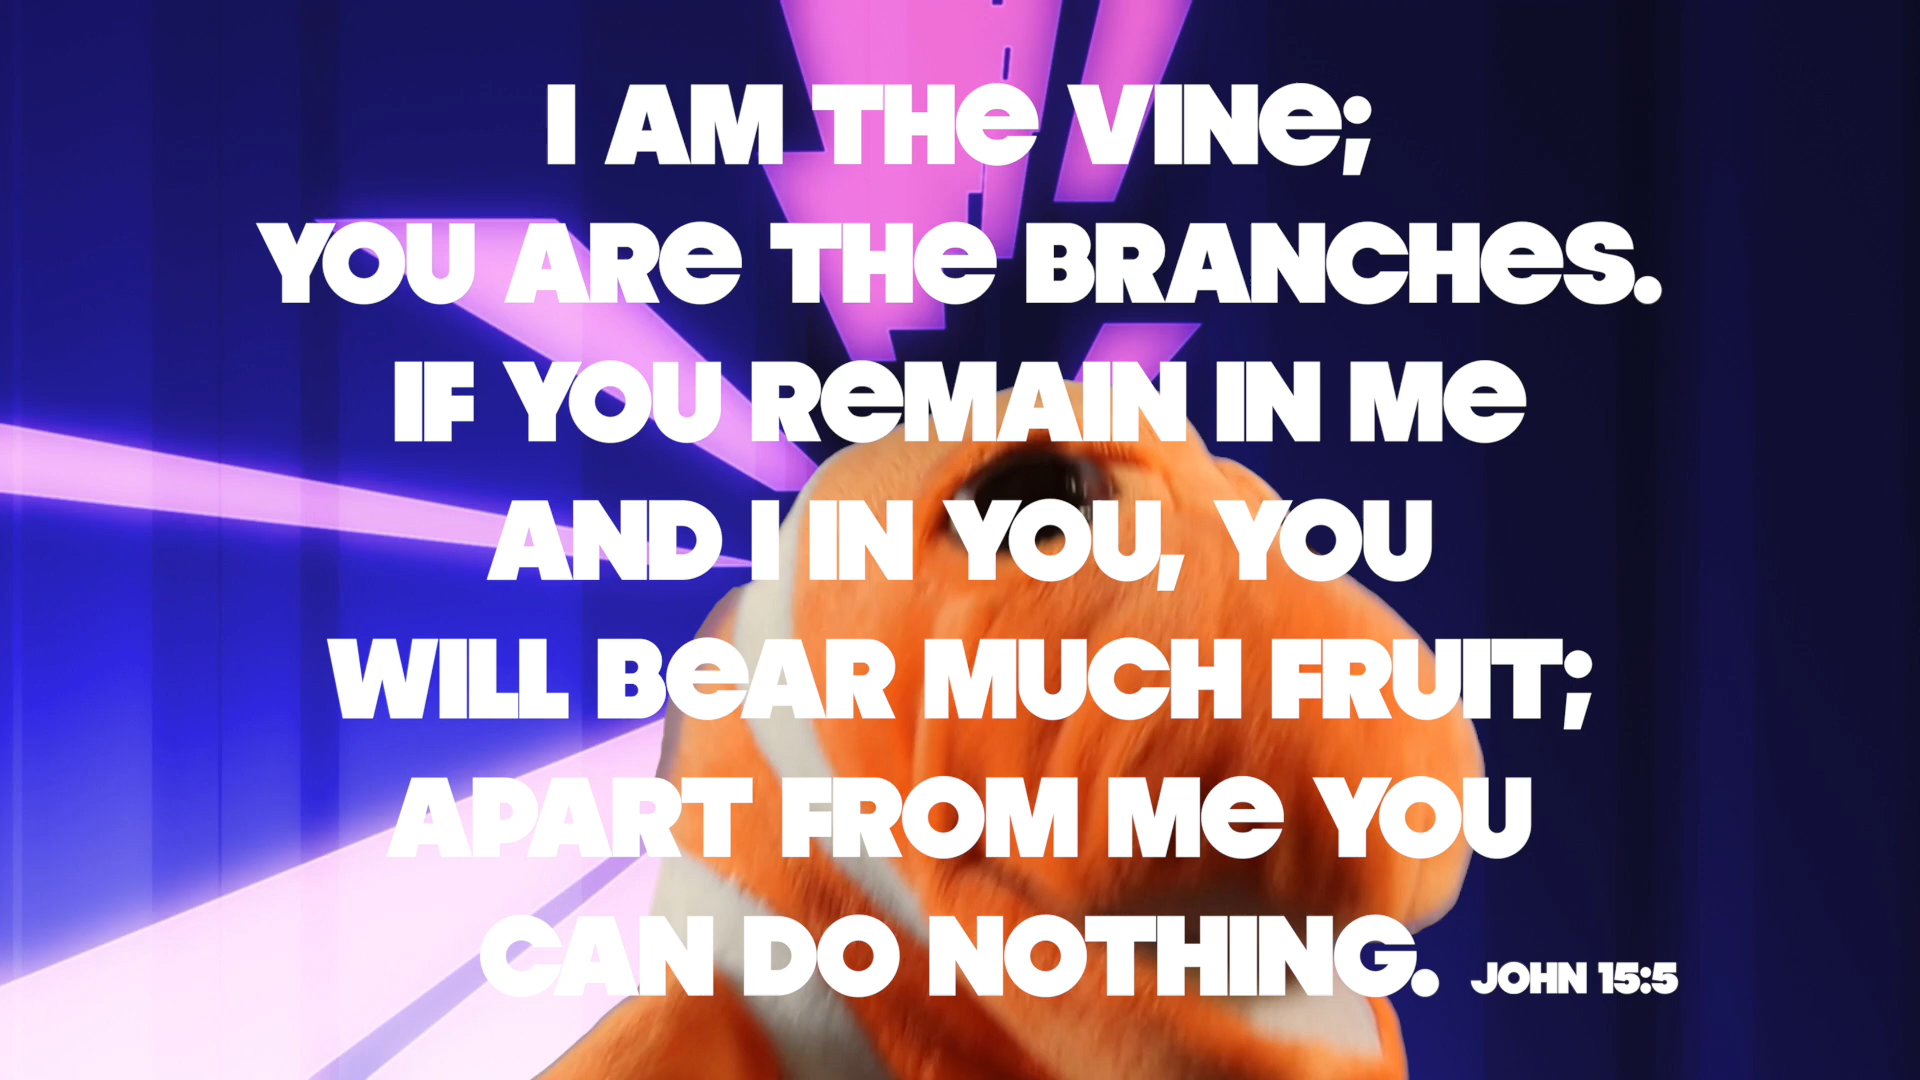 I AM THE VINE;
YOU ARE THE BRANCHES.
IF YOU REMAIN IN ME
AND I IN YOU, YOU
WILL BEAR MUCH FRUIT;
APART FROM ME YOU
CAN DO NOTHING. JOHN 15:5